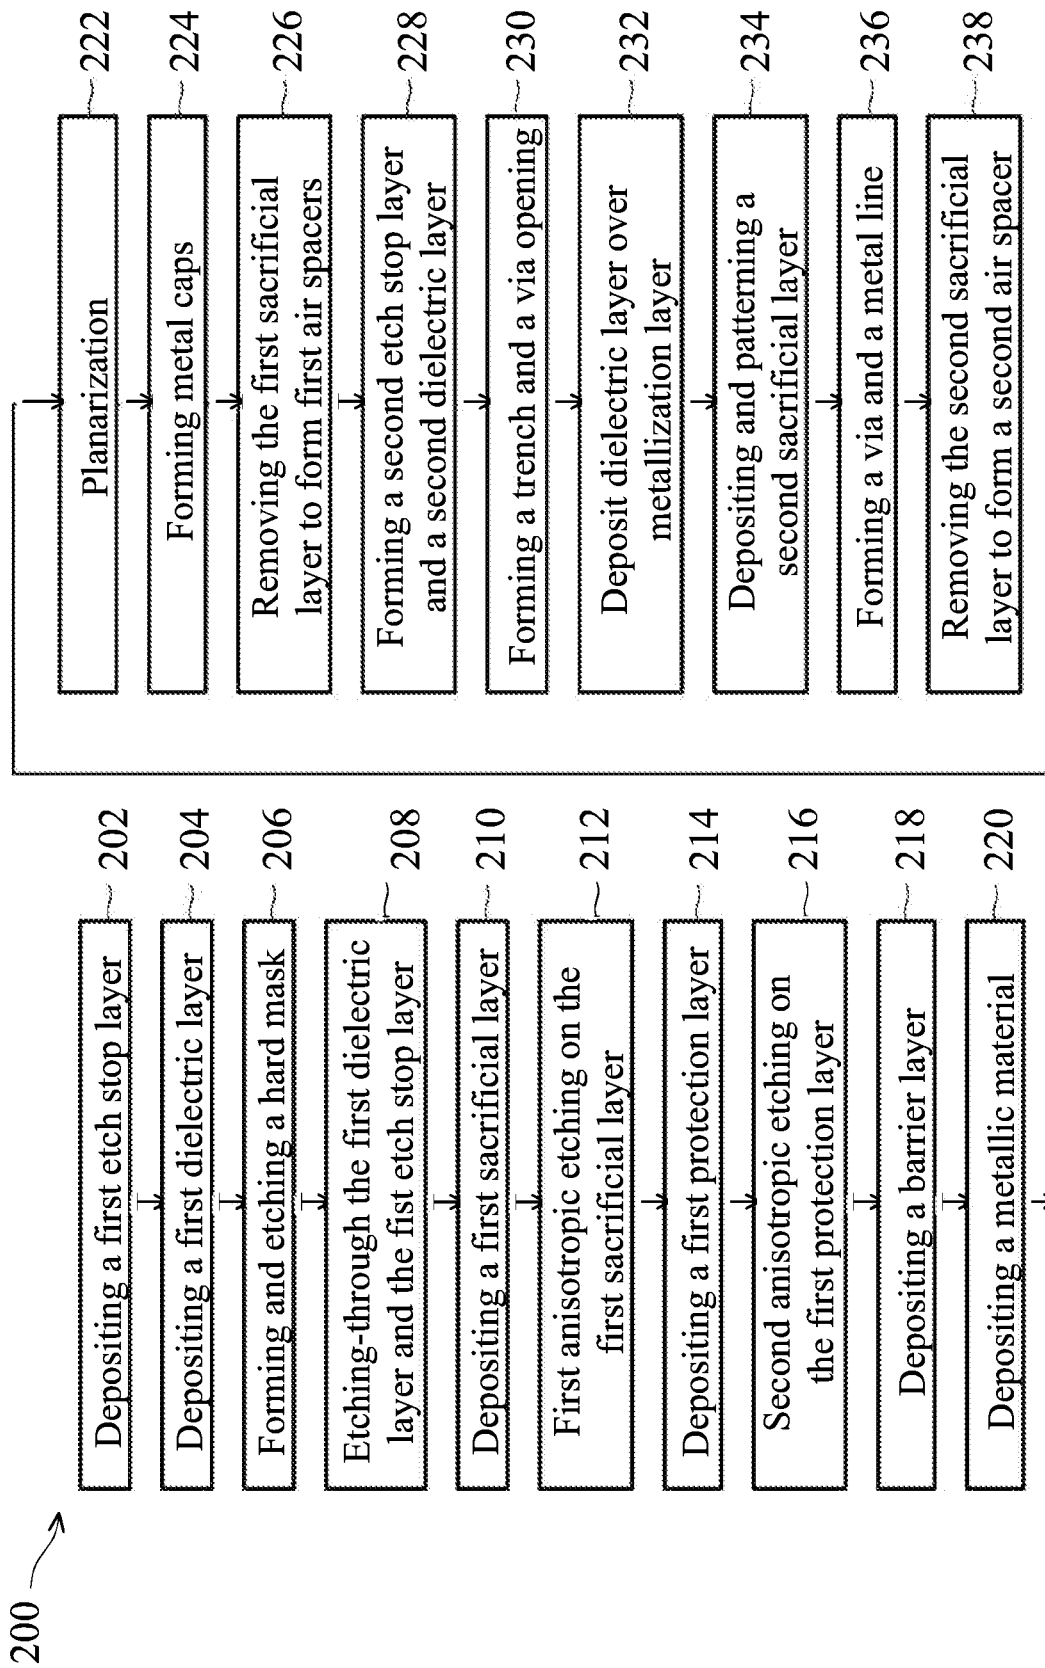 200
Depositing a first etch stop layer
202
Depositing a first dielectric layer
204
Forming and etching a hard mask
206
Etching-through the first dielectric
layer and the fist etch stop layer
208
Depositing a first sacrificial layer
210
First anisotropic etching on the
first sacrificial layer
212
Depositing a first protection layer
214
Second anisotropic etching on
the first protection layer
216
Depositing a barrier layer
218
Depositing a metallic material
220
Planarization
222
Forming metal caps
224
Removing the first sacrificial
layer to form first air spacers
226
Forming a second etch stop layer
and a second dielectric layer
228
Forming a trench and a via opening
230
Deposit dielectric layer over
metallization layer
232
Depositing and patterning a
second sacrificial layer
234
Forming a via and a metal line
236
Removing the second sacrificial
layer to form a second air spacer
238